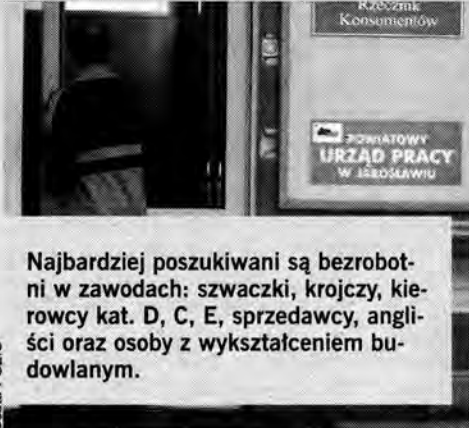 Rzecznik
Konsumentów
POWIATOWY
URZĄD PRACY
W JAROSŁAWIU
Najbardziej poszukiwani są bezrobot-
ni w zawodach: szwaczki, krojczy, kie-
rowcy kat. D, C, E, sprzedawcy, angli-
ści oraz osoby z wykształceniem bu-
dowlanym.